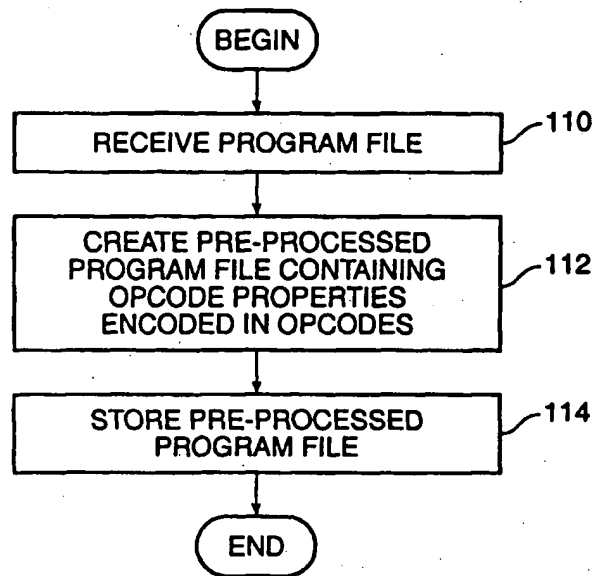 BEGIN
RECEIVE PROGRAM FILE
110
CREATE PRE-PROCESSED
PROGRAM FILE CONTAINING
OPCODE PROPERTIES
ENCODED IN OPCODES
112
STORE PRE-PROCESSED
PROGRAM FILE
114
END